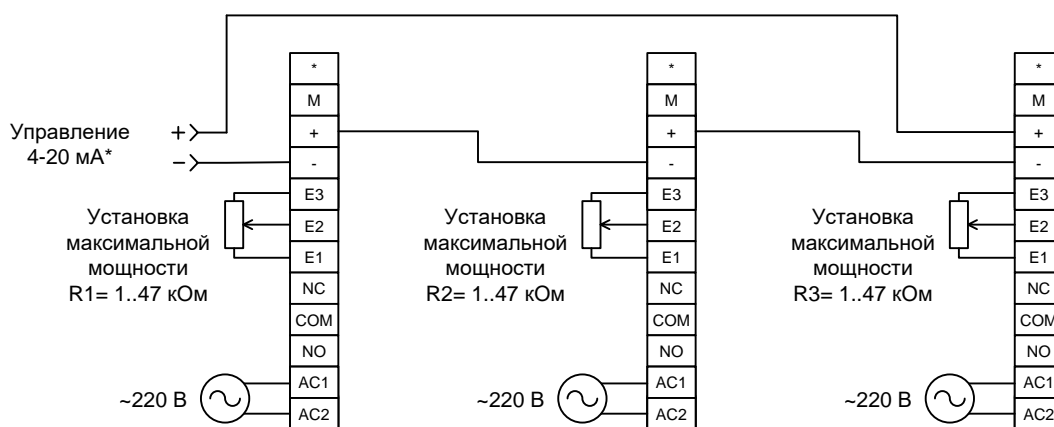 Управление
4-20 мА*
+
−
*
M
+
-
E3
E2
E1
NC
COM
NO
AC1
AC2
Установка
максимальной
мощности
R1= 1..47 кОм
~220 В
*
M
+
-
E3
E2
E1
NC
COM
NO
AC1
AC2
Установка
максимальной
мощности
R2= 1..47 кОм
~220 В
*
M
+
-
E3
E2
E1
NC
COM
NO
AC1
AC2
Установка
максимальной
мощности
R3= 1..47 кОм
~220 В